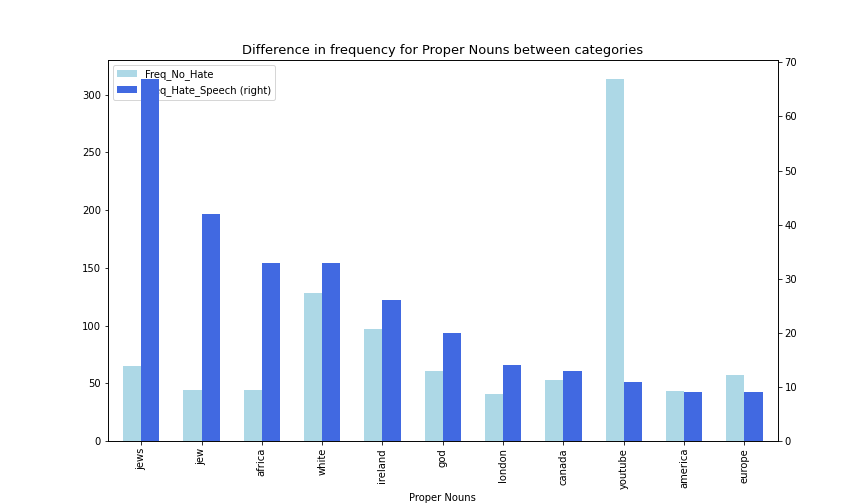 Difference in frequency for Proper Nouns between categories
Freq_No_Hate
eq_Hate_Speech (right)
300
250
200
150
100
50
0
70
60
50
40
30
20
10
0
jews
jew
africa
white
ireland
god
london
canada
youtube
america
europe
Proper Nouns